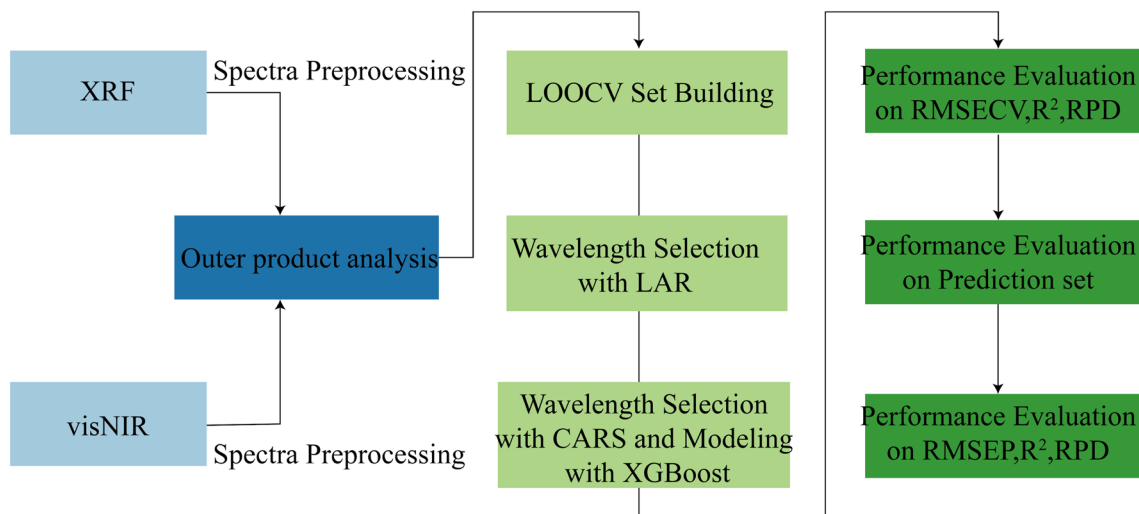 XRF
Spectra Preprocessing
Outer product analysis
visNIR
Spectra Preprocessing
LOOCV Set Building
Wavelength Selection
with LAR
Wavelength Selection
with CARS and Modeling
with XGBoost
Performance Evaluation
on RMSECV,R²,RPD
Performance Evaluation
on Prediction set
Performance Evaluation
on RMSEP,R²,RPD